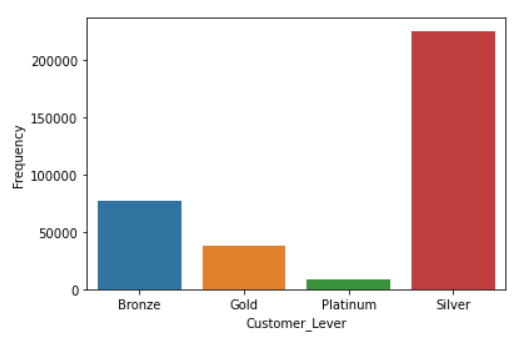 200000
150000
100000
50000
0
Frequency
Bronze Gold Platinum Silver
Customer_Lever